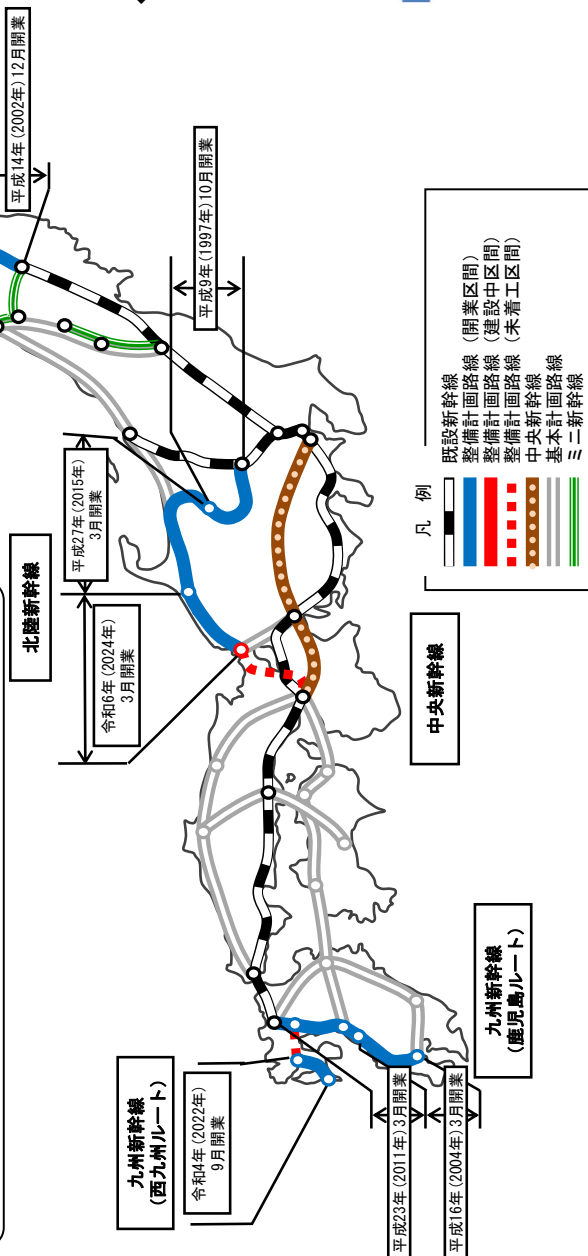 平成14年(2002年)12月開業
平成9年(1997年)10月開業
平成27年(2015年)
3月開業
北陸新幹線
令和6年(2024年)
3月開業
凡 例
既設新幹線
整備計画路線 (開業区間)
整備計画路線 (建設中区間)
整備計画路線 (未着工区間)
中央新幹線
基本計画路線
ミニ新幹線
中央新幹線
九州新幹線
(鹿児島ルート)
九州新幹線
(西九州ルート)
令和4年(2022年)
9月開業
平成23年(2011年)3月開業
平成16年(2004年)3月開業